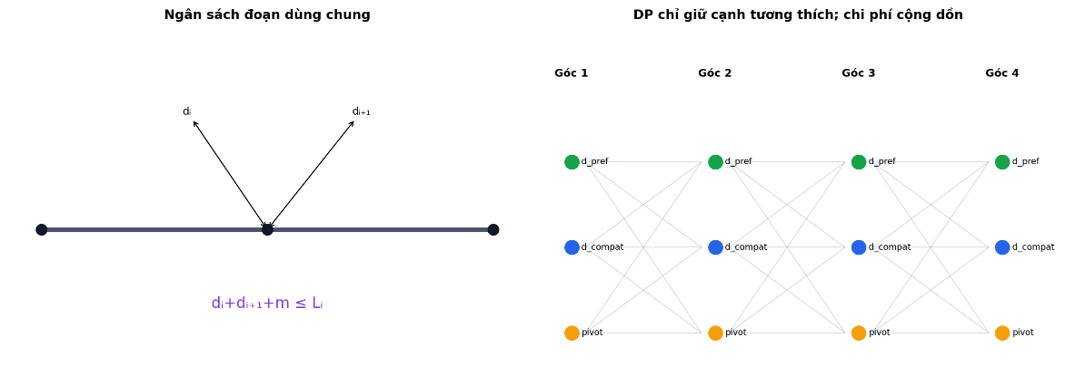 Ngân sách đoạn dùng chung
dᵢ
dᵢ₊₁
dᵢ+dᵢ₊₁+m ≤ Lᵢ
DP chỉ giữ cạnh tương thích; chi phí cộng dồn
Góc 1 Góc 2 Góc 3 Góc 4
d_pref d_pref d_pref d_pref
d_compat d_compat d_compat d_compat
pivot pivot pivot pivot